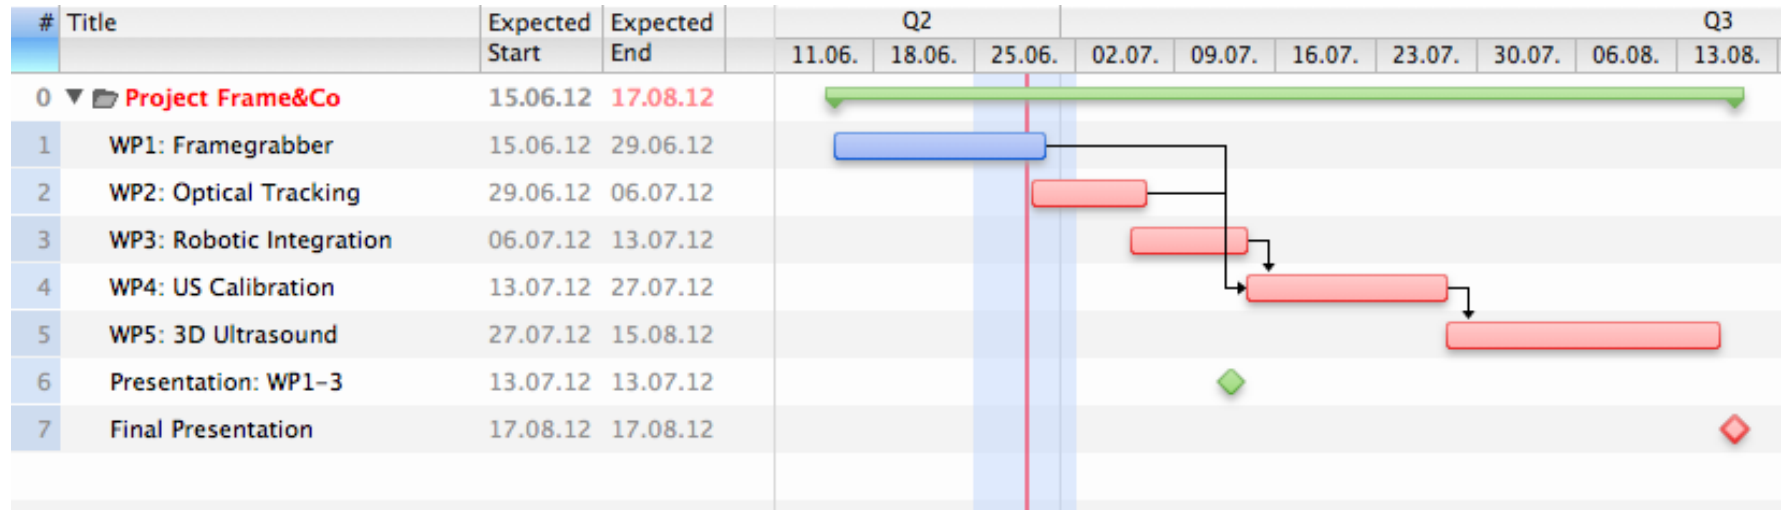 # Title Expected Expected Q2 Q3
Start End 11.06. 18.06. 25.06. 02.07. 09.07. 16.07. 23.07. 30.07. 06.08. 13.08.
0 Project Frame&Co 15.06.12 17.08.12
1 WP1: Framegrabber 15.06.12 29.06.12
2 WP2: Optical Tracking 29.06.12 06.07.12
3 WP3: Robotic Integration 06.07.12 13.07.12
4 WP4: US Calibration 13.07.12 27.07.12
5 WP5: 3D Ultrasound 27.07.12 15.08.12
6 Presentation: WP1-3 13.07.12 13.07.12
7 Final Presentation 17.08.12 17.08.12